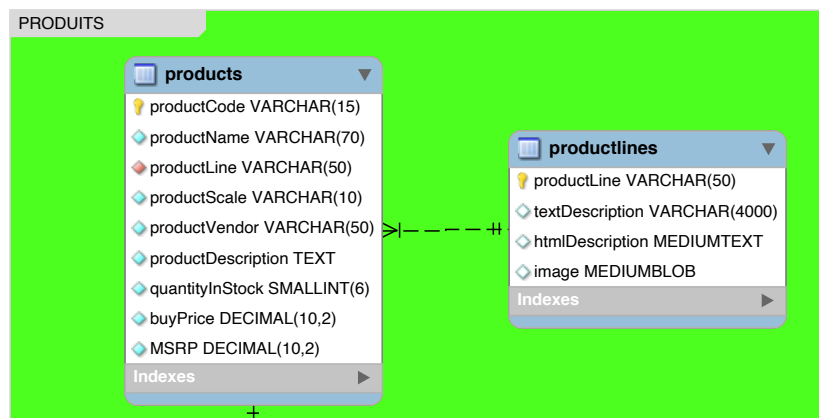 PRODUITS
products
productCode VARCHAR(15)
productName VARCHAR(70)
productLine VARCHAR(50)
productScale VARCHAR(10)
productVendor VARCHAR(50)
productDescription TEXT
quantityInStock SMALLINT(6)
buyPrice DECIMAL(10,2)
MSRP DECIMAL(10,2)
Indexes
productlines
productLine VARCHAR(50)
textDescription VARCHAR(4000)
htmlDescription MEDIUMTEXT
image MEDIUMBLOB
Indexes